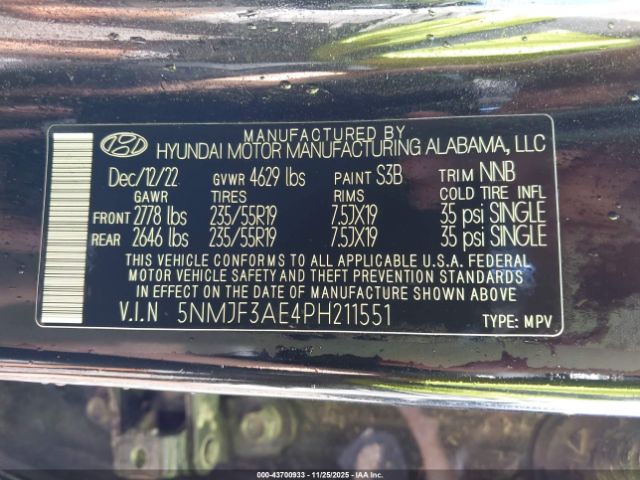 MANUFACTURED BY
HYUNDAI MOTOR MANUFACTURING ALABAMA, LLC
Dec/12/22 GVWR 4629 lbs PAINT S3B TRIM NNB
GAWR TIRES RIMS COLD TIRE INFL
FRONT 2778 lbs 235/55R19 7.5JX19 35 psi SINGLE
REAR 2646 lbs 235/55R19 7.5JX19 35 psi SINGLE
THIS VEHICLE CONFORMS TO ALL APPLICABLE U.S.A. FEDERAL
MOTOR VEHICLE SAFETY AND THEFT PREVENTION STANDARDS
IN EFFECT ON THE DATE OF MANUFACTURE SHOWN ABOVE
V.I.N 5NMJF3AE4PH211551 TYPE: MPV
000-43700933 - 11/25/2025 - IAAI.COM